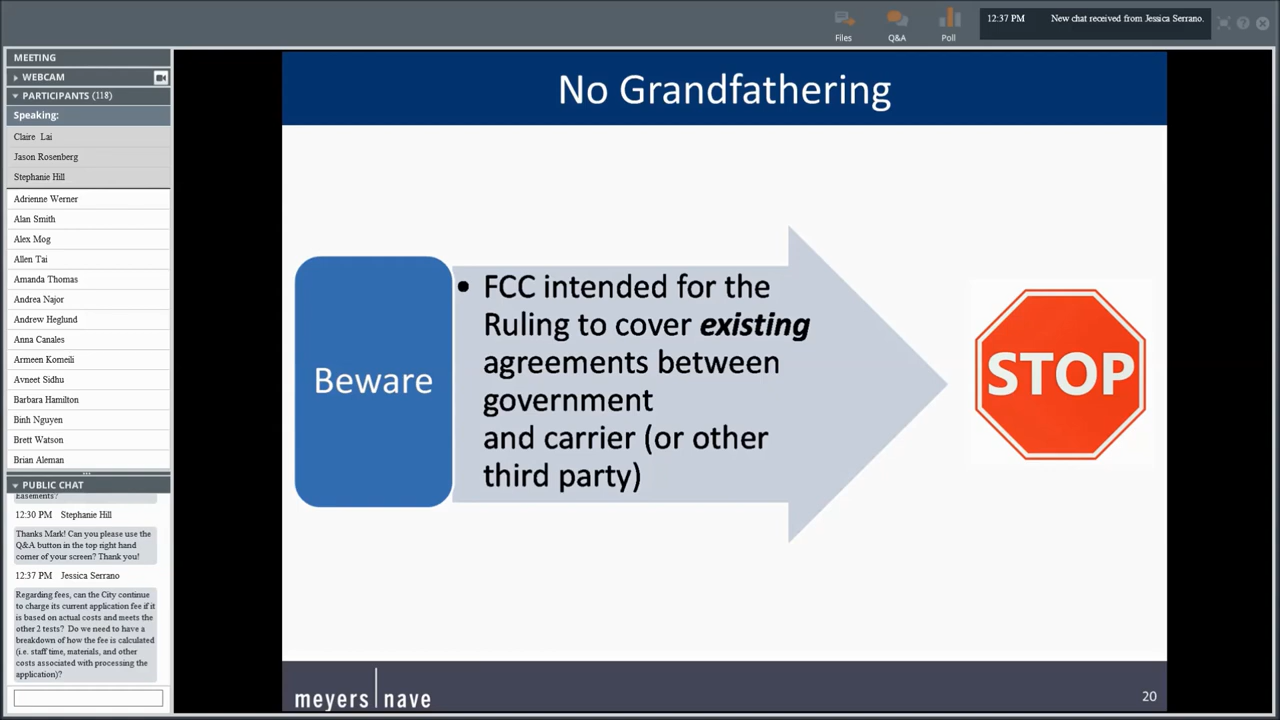 12:37 PM New chat received from Jessica Serrano.
Files
Q&A
Poll
MEETING
WEBCAM
PARTICIPANTS (118)
Speaking:
Claire Lai
Jason Rosenberg
Stephanie Hill
Adrienne Werner
Alan Smith
Alex Mog
Allen Tai
Amanda Thomas
Andrea Najor
Andrew Heglund
Anna Canales
Armeen Komeili
Avneet Sidhu
Barbara Hamilton
Binh Nguyen
Brett Watson
Brian Aleman
PUBLIC CHAT
Easements?
12:30 PM Stephanie Hill
Thanks Mark! Can you please use the
Q&A button in the top right hand
corner of your screen? Thank you!
12:37 PM Jessica Serrano
Regarding fees, can the City continue
to charge its current application fee if it
is based on actual costs and meets the
other 2 tests? Do we need to have a
breakdown of how the fee is calculated
(i.e. staff time, materials, and other
costs associated with processing the
application)?
No Grandfathering
Beware
• FCC intended for the
Ruling to cover existing
agreements between
government
and carrier (or other
third party)
STOP
meyers | nave
20